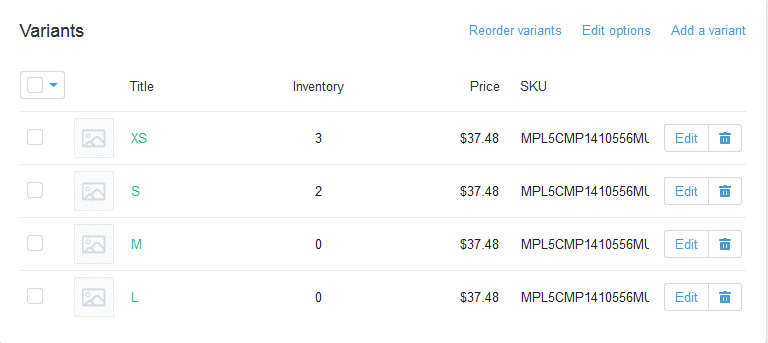 Variants Reorder variants Edit options Add a variant
Title Inventory Price SKU
XS 3 $37.48 MPL5CMP1410556MU Edit
S 2 $37.48 MPL5CMP1410556MU Edit
M 0 $37.48 MPL5CMP1410556MU Edit
L 0 $37.48 MPL5CMP1410556MU Edit